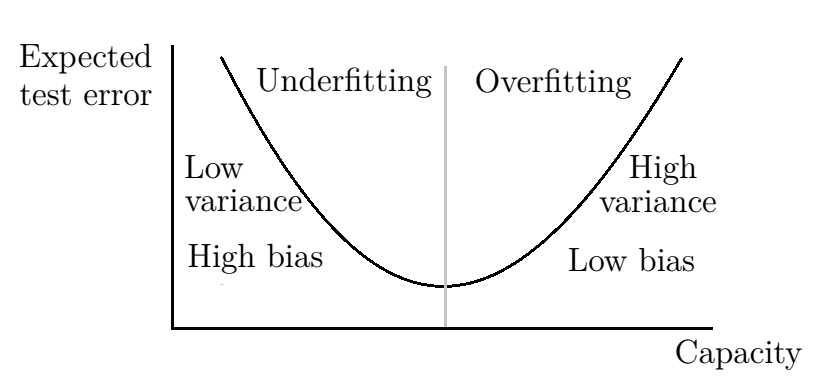 Expected
test error
Underfitting
Overfitting
Low
variance
High bias
High
variance
Low bias
Capacity